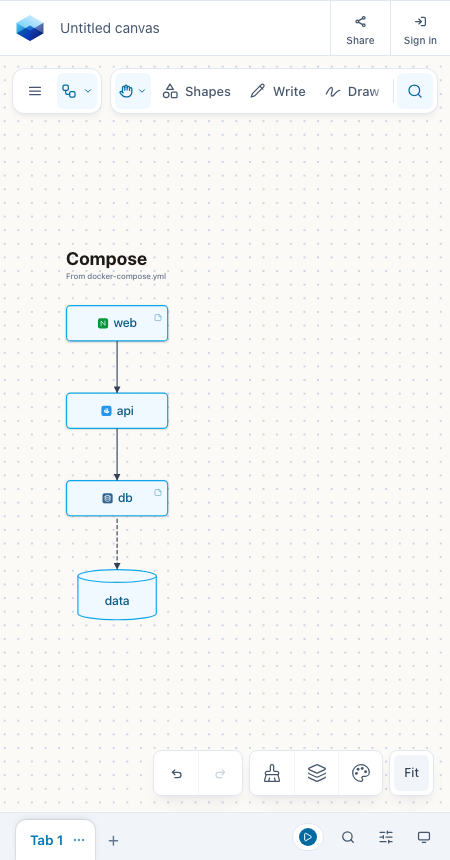 Untitled canvas
Share
Sign in
Shapes
Write
Draw
Compose
From docker-compose.yml
web
api
db
data
Fit
Tab 1